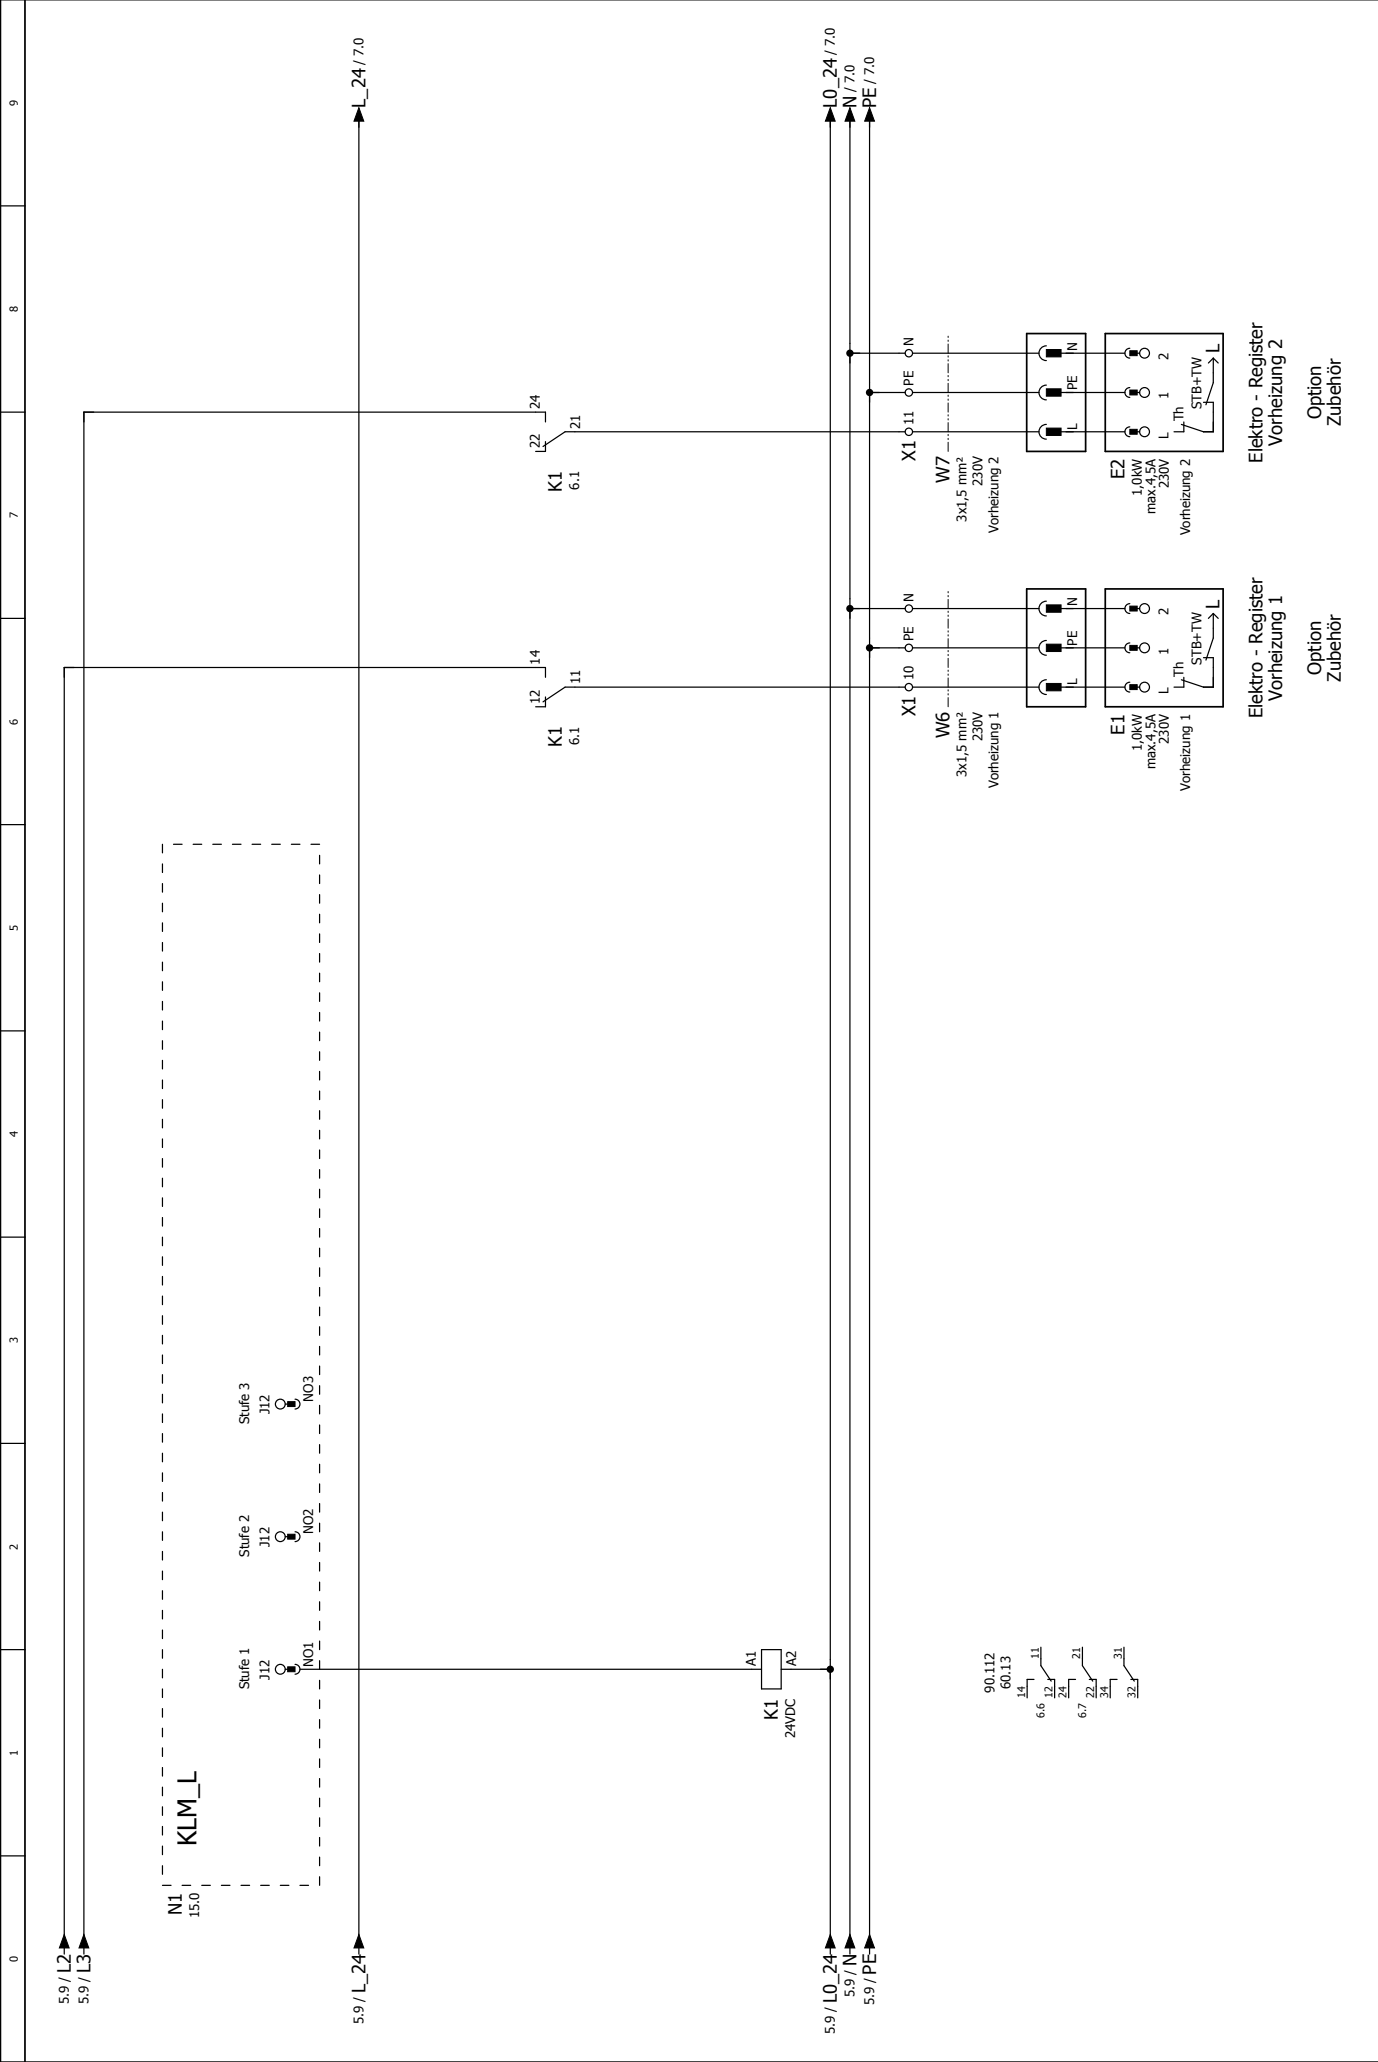 0
1
2
3
4
5
6
7
8
9
5.9 / L2
5.9 / L3
N1
15.0
KLM_L
Stufe 1
J12
NO1
Stufe 2
J12
NO2
Stufe 3
J12
NO3
5.9 / L_24
L_24 / 7.0
K1
6.1
12
14
11
K1
6.1
22
24
21
K1
24VDC
A1
A2
5.9 / L0_24
5.9 / N
5.9 / PE
L0_24 / 7.0
N / 7.0
PE / 7.0
X1
10
PE
N
W6
3x1,5 mm²
230V
Vorheizung 1
L
PE
N
E1
1,0kW
max.4,5A
230V
Vorheizung 1
L
1
2
Th
STB+TW
L
Elektro - Register
Vorheizung 1
Option
Zubehör
X1
11
PE
N
W7
3x1,5 mm²
230V
Vorheizung 2
L
PE
N
E2
1,0kW
max.4,5A
230V
Vorheizung 2
L
1
2
Th
STB+TW
L
Elektro - Register
Vorheizung 2
Option
Zubehör
90.112
60.13
14
6.6
12
11
24
6.7
22
21
34
32
31